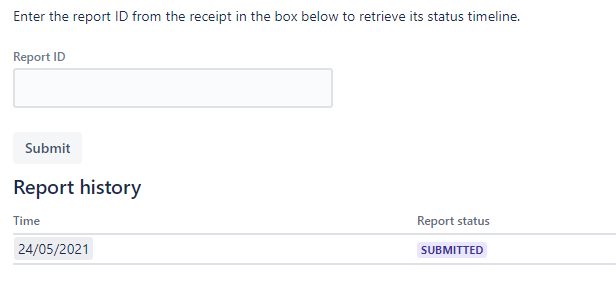 Enter the report ID from the receipt in the box below to retrieve its status timeline.
Report ID
Submit
Report history
Time Report status
24/05/2021 SUBMITTED